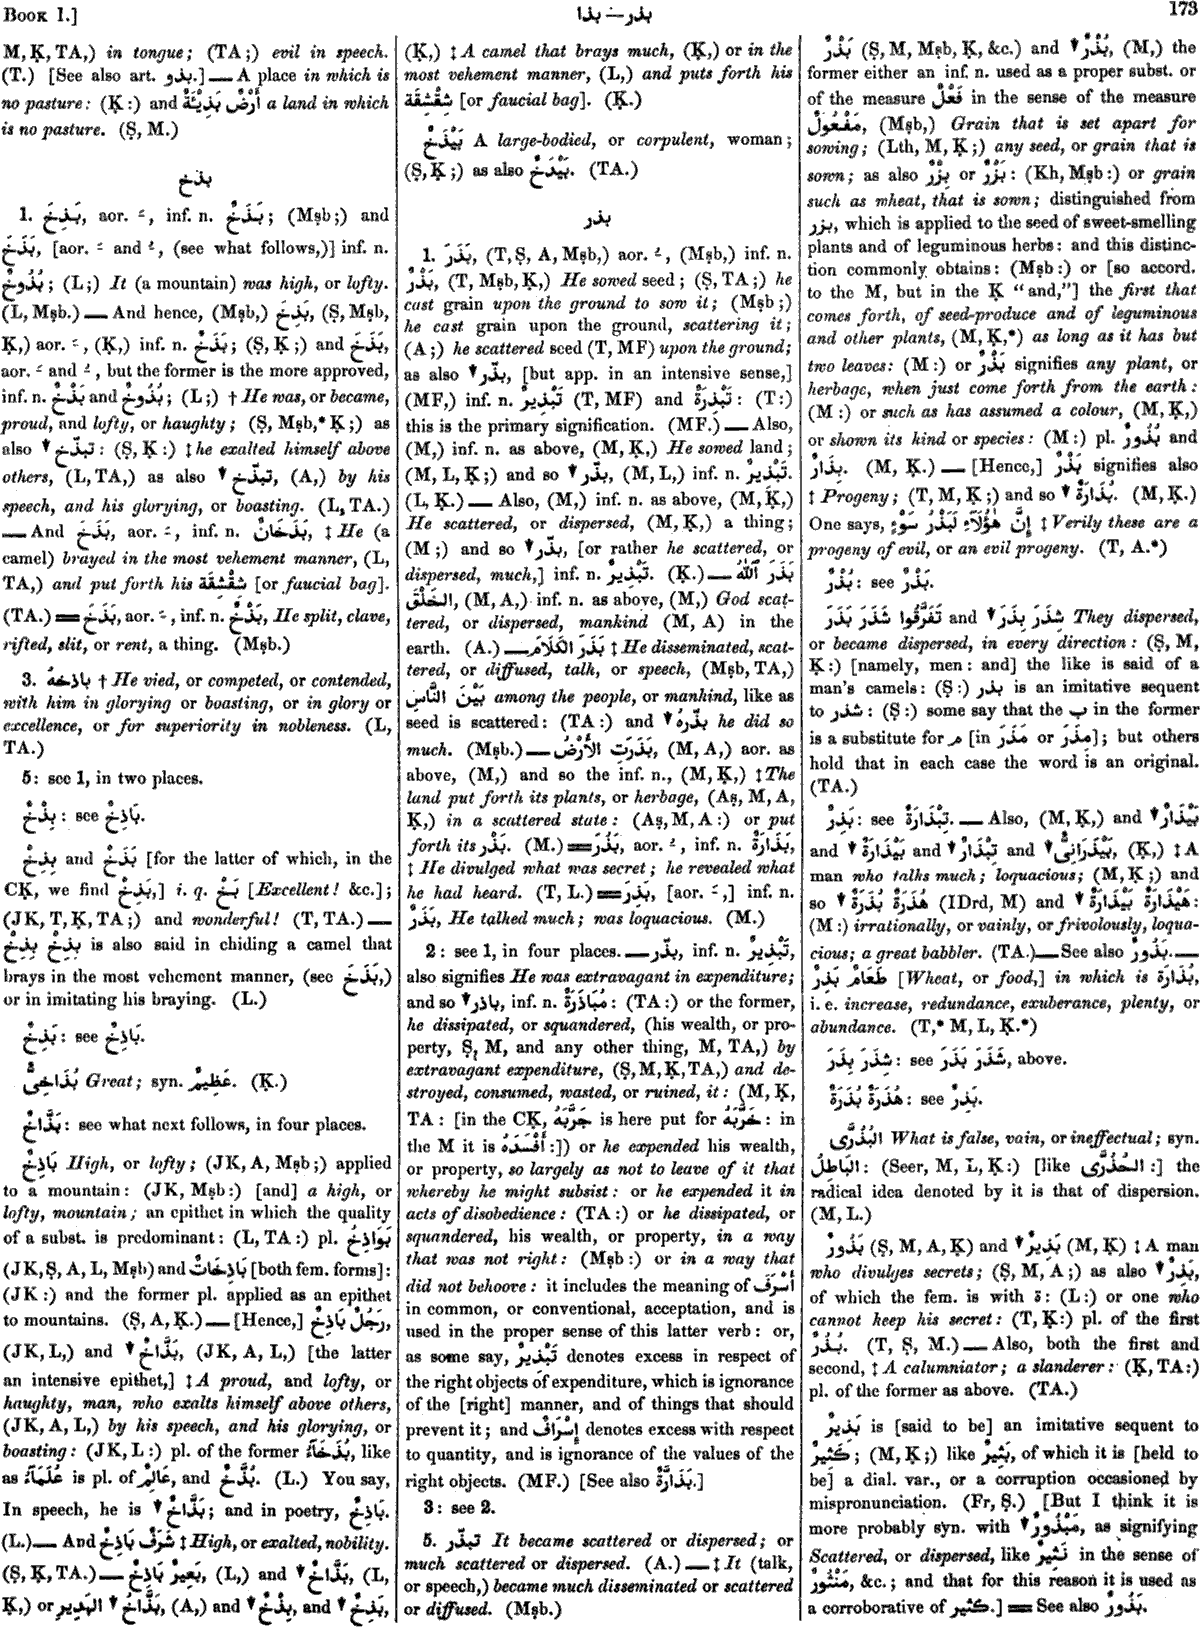 Book I.]
بذا — بذر
173
M, Ḳ, TA,) in tongue; (TA;) evil in speech.
(T.) [See also art. بذو.] — A place in which is
no pasture: (Ḳ:) and أَرْضٌ بَذِيْئَةٌ a land in which
is no pasture. (Ṣ, M.)
بذخ
1. بَذِخَ, aor. ـَ, inf. n. بَذَخٌ; (Mṣb;) and
بَذَخَ, [aor. ـَ and ـُ, (see what follows,)] inf. n.
بُذُوخٌ; (L;) It (a mountain) was high, or lofty.
(L, Mṣb.) — And hence, (Mṣb,) بَذِخَ, (Ṣ, Mṣb,
Ḳ,) aor. ـَ, (Ḳ,) inf. n. بَذَخٌ; (Ṣ, Ḳ;) and بَذَخَ,
aor. ـَ and ـُ, but the former is the more approved,
inf. n. بَذْخٌ and بُذُوخٌ; (L;) † He was, or became,
proud, and lofty, or haughty; (Ṣ, Mṣb,* Ḳ;) as
also ▼ تبذّخ: (Ṣ, Ḳ:) ‡ he exalted himself above
others, (L, TA,) as also ▼ تبذّخ, (A,) by his
speech, and his glorying, or boasting. (L, TA.)
— And بَذَخَ, aor. ـَ, inf. n. بَذَخَانٌ, ‡ He (a
camel) brayed in the most vehement manner, (L,
TA,) and put forth his شِقْشِقَة [or faucial bag].
(TA.) = بَذَخَ, aor. ـَ, inf. n. بَذْخٌ, He split, clave,
rifted, slit, or rent, a thing. (Mṣb.)
3. باذخهُ † He vied, or competed, or contended,
with him in glorying or boasting, or in glory or
excellence, or for superiority in nobleness. (L,
TA.)
5: see 1, in two places.
بِذْخٌ: see بَاذِخٌ.
بِذِخْ and بَذَخْ [for the latter of which, in the
CḲ, we find بَذِخْ,] i. q. بَخْ [Excellent! &c.];
(JK, T, Ḳ, TA;) and wonderful! (T, TA.) —
بِذِخْ بِذِخْ is also said in chiding a camel that
brays in the most vehement manner, (see بَذَخَ,)
or in imitating his braying. (L.)
بَذِخٌ: see بَاذِخٌ.
بُذَاخِىٌّ Great; syn. عَظِيمٌ. (Ḳ.)
بَذَّاخٌ: see what next follows, in four places.
بَاذِخٌ High, or lofty; (JK, A, Mṣb;) applied
to a mountain: (JK, Mṣb:) [and] a high, or
lofty, mountain; an epithet in which the quality
of a subst. is predominant: (L, TA:) pl. بَوَاذِخُ
(JK, Ṣ, A, L, Mṣb) and بَاذِخَاتٌ [both fem. forms]:
(JK:) and the former pl. applied as an epithet
to mountains. (Ṣ, A, Ḳ.) — [Hence,] رَجُلٌ بَاذِخٌ,
(JK, L,) and ▼ بَذَّاخٌ, (JK, A, L,) [the latter
an intensive epithet,] ‡ A proud, and lofty, or
haughty, man, who exalts himself above others,
(JK, A, L,) by his speech, and his glorying, or
boasting: (JK, L:) pl. of the former بُذَخَآءُ, like
as عُلَمَآءُ is pl. of عَالِمٌ, and بُذَّخٌ. (L.) You say,
In speech, he is ▼ بَذَّاخٌ; and in poetry, بَاذِخٌ.
(L.) — And شَرَفٌ بَاذِخٌ ‡ High, or exalted, nobility.
(Ṣ, Ḳ, TA.) — بَعِيرٌ بَاذِخٌ, (L,) and ▼ بَذَّاخٌ, (L,
Ḳ,) or بَذَّاخُ ▼ الهَدِيرِ, (A,) and ▼ بِذْخٌ, and ▼ بَذِخٌ,
(Ḳ,) ‡ A camel that brays much, (Ḳ,) or in the
most vehement manner, (L,) and puts forth his
شِقْشِقَة [or faucial bag]. (Ḳ.)
بَيْذَخٌ A large-bodied, or corpulent, woman;
(Ṣ, Ḳ;) as also بَيْدَخٌ. (TA.)
بذر
1. بَذَرَ, (T, Ṣ, A, Mṣb,) aor. ـُ, (Mṣb,) inf. n.
بَذْرٌ, (T, Mṣb, Ḳ,) He sowed seed; (Ṣ, TA;) he
cast grain upon the ground to sow it; (Mṣb;)
he cast grain upon the ground, scattering it;
(A;) he scattered seed (T, MF) upon the ground;
as also ▼ بذّر, [but app. in an intensive sense,]
(MF,) inf. n. تَبْذِيرٌ (T, MF) and تَبْذِرَةٌ: (T:)
this is the primary signification. (MF.) — Also,
(M,) inf. n. as above, (M, Ḳ,) He sowed land;
(M, L, Ḳ;) and so ▼ بذّر, (M, L,) inf. n. تَبْذِيرٌ.
(L, Ḳ.) — Also, (M,) inf. n. as above, (M, Ḳ,)
He scattered, or dispersed, (M, Ḳ,) a thing;
(M;) and so ▼ بذّر, [or rather he scattered, or
dispersed, much,] inf. n. تَبْذِيرٌ. (Ḳ.) — بَذَرَ ٱللّٰهُ
الخَلْقَ, (M, A,) inf. n. as above, (M,) God scat-
tered, or dispersed, mankind (M, A) in the
earth. (A.) — بَذَرَ الكَلَامَ ‡ He disseminated, scat-
tered, or diffused, talk, or speech, (Mṣb, TA,)
بَيْنَ النَّاسِ among the people, or mankind, like as
seed is scattered: (TA:) and ▼ بذّرهُ he did so
much. (Mṣb.) — بَذَرَتِ الأَرْضُ, (M, A,) aor. as
above, (M,) and so the inf. n., (M, Ḳ,) ‡ The
land put forth its plants, or herbage, (Aṣ, M, A,
Ḳ,) in a scattered state: (Aṣ, M, A:) or put
forth its بَذْر. (M.) = بَذُرَ, aor. ـُ, inf. n. بَذَارَةٌ,
‡ He divulged what was secret; he revealed what
he had heard. (T, L.) = بَذِرَ, [aor. ـَ,] inf. n.
بَذَرٌ, He talked much; was loquacious. (M.)
2: see 1, in four places. — بذّر, inf. n. تَبْذِيرٌ,
also signifies He was extravagant in expenditure;
and so ▼ باذر, inf. n. مُبَاذَرَةٌ: (TA:) or the former,
he dissipated, or squandered, (his wealth, or pro-
perty, Ṣ, M, and any other thing, M, TA,) by
extravagant expenditure, (Ṣ, M, Ḳ, TA,) and de-
stroyed, consumed, wasted, or ruined, it: (M, Ḳ,
TA: [in the CḲ, جَرَّبَهُ is here put for خَرَّبَهُ: in
the M it is أَفْسَدَهُ:]) or he expended his wealth,
or property, so largely as not to leave of it that
whereby he might subsist: or he expended it in
acts of disobedience: (TA:) or he dissipated, or
squandered, his wealth, or property, in a way
that was not right: (Mṣb:) or in a way that
did not behoove: it includes the meaning of أَسْرَفَ
in common, or conventional, acceptation, and is
used in the proper sense of this latter verb: or,
as some say, تَبْذِيرٌ denotes excess in respect of
the right objects of expenditure, which is ignorance
of the [right] manner, and of things that should
prevent it; and إِسْرَافٌ denotes excess with respect
to quantity, and is ignorance of the values of the
right objects. (MF.) [See also بَذَارَّةٌ.]
3: see 2.
5. تبذّر It became scattered or dispersed; or
much scattered or dispersed. (A.) — ‡ It (talk,
or speech,) became much disseminated or scattered
or diffused. (Mṣb.)
بَذْرٌ (Ṣ, M, Mṣb, Ḳ, &c.) and ▼ بُذْرٌ, (M,) the
former either an inf. n. used as a proper subst. or
of the measure فَعْلٌ in the sense of the measure
مَفْعُولٌ, (Mṣb,) Grain that is set apart for
sowing; (Lth, M, Ḳ;) any seed, or grain that is
sown; as also بَزْرٌ or بِزْرٌ: (Kh, Mṣb:) or grain
such as wheat, that is sown; distinguished from
بزر, which is applied to the seed of sweet-smelling
plants and of leguminous herbs: and this distinc-
tion commonly obtains: (Mṣb:) or [so accord.
to the M, but in the Ḳ "and,"] the first that
comes forth, of seed-produce and of leguminous
and other plants, (M, Ḳ,*) as long as it has but
two leaves: (M:) or بَذْرٌ signifies any plant, or
herbage, when just come forth from the earth:
(M:) or such as has assumed a colour, (M, Ḳ,)
or shown its kind or species: (M:) pl. بُذُورٌ and
بِذَارٌ. (M, Ḳ.) — [Hence,] بَذْرٌ signifies also
‡ Progeny; (T, M, Ḳ;) and so ▼ بُذَارَةٌ. (M, Ḳ.)
One says, إِنَّ هٰؤُلَآءِ لَبَذْرُ سَوْءٍ ‡ Verily these are a
progeny of evil, or an evil progeny. (T, A.*)
بُذْرٌ: see بَذْرٌ.
تَفَرَّقُوا شَذَرَ بَذَرَ and ▼ شِذَرَ بِذَرَ They dispersed,
or became dispersed, in every direction: (Ṣ, M,
Ḳ:) [namely, men: and] the like is said of a
man's camels: (Ṣ:) بذر is an imitative sequent
to شذر: (Ṣ:) some say that the ب in the former
is a substitute for م [in مَذَرَ or مِذَرَ]; but others
hold that in each case the word is an original.
(TA.)
بَذِرٌ: see تِبْذَارَةٌ. — Also, (M, Ḳ,) and ▼ بَيْذَارٌ
and ▼ بَيْذَارَةٌ and ▼ تِبْذَارٌ and ▼ بَيْذَرَانِىٌّ, (Ḳ,) ‡ A
man who talks much; loquacious; (M, Ḳ;) and
so ▼ هُذَرَةٌ بُذَرَةٌ (IDrd, M) and ▼ هَيْذَارَةٌ بَيْذَارَةٌ:
(M:) irrationally, or vainly, or frivolously, loqua-
cious; a great babbler. (TA.) — See also بَذُورٌ. —
طَعَامٌ بَذِرٌ [Wheat, or food,] in which is بُذَارَة,
i. e. increase, redundance, exuberance, plenty, or
abundance. (T,* M, L, Ḳ.*)
شِذَرَ بِذَرَ: see شَذَرَ بَذَرَ, above.
هُذَرَةٌ بُذَرَةٌ: see بَذِرٌ.
البُذُرَّى What is false, vain, or ineffectual; syn.
البَاطِلُ: (Seer, M, L, Ḳ:) [like الحُذُرَّى:] the
radical idea denoted by it is that of dispersion.
(M, L.)
بَذُورٌ (Ṣ, M, A, Ḳ) and ▼ بَذِيرٌ (M, Ḳ) ‡ A man
who divulges secrets; (Ṣ, M, A;) as also ▼ بَذِرٌ,
of which the fem. is with ة: (L:) or one who
cannot keep his secret: (T, Ḳ:) pl. of the first
بُذُرٌ. (T, Ṣ, M.) — Also, both the first and
second, ‡ A calumniator; a slanderer: (Ḳ, TA:)
pl. of the former as above. (TA.)
بَذِيرٌ is [said to be] an imitative sequent to
كَثِيرٌ; (M, Ḳ;) like بَثِيرٌ, of which it is [held to
be] a dial. var., or a corruption occasioned by
mispronunciation. (Fr, Ṣ.) [But I think it is
more probably syn. with ▼ مَبْذُورٌ, as signifying
Scattered, or dispersed, like نَثِيرٌ in the sense of
مَنْثُورٌ, &c.; and that for this reason it is used as
a corroborative of كثير.] = See also بَذُورٌ.